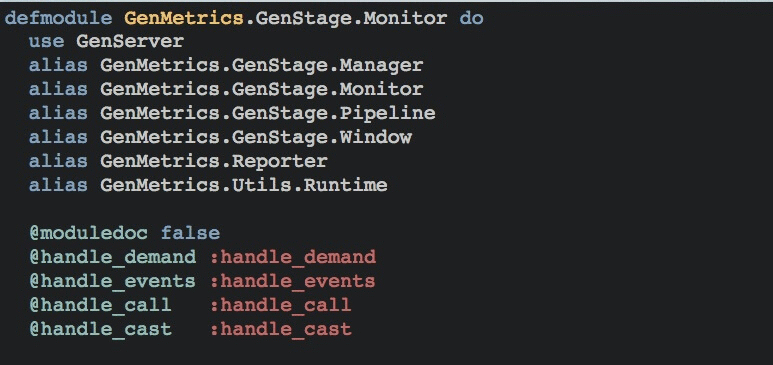 defmodule GenMetrics.GenStage.Monitor do
  use GenServer
  alias GenMetrics.GenStage.Manager
  alias GenMetrics.GenStage.Monitor
  alias GenMetrics.GenStage.Pipeline
  alias GenMetrics.GenStage.Window
  alias GenMetrics.Reporter
  alias GenMetrics.Utils.Runtime

  @moduledoc false
  @handle_demand :handle_demand
  @handle_events :handle_events
  @handle_call   :handle_call
  @handle_cast   :handle_cast